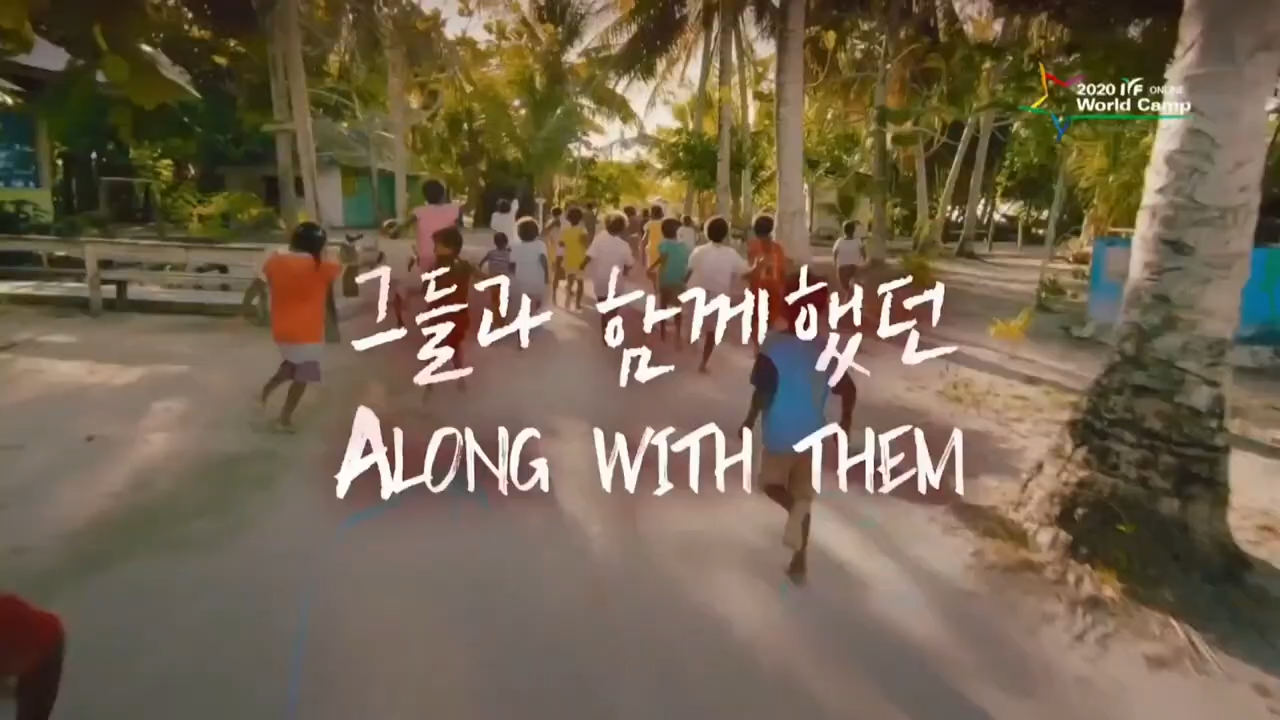 2020 IYF ONLINE
World Camp
그들과 함께했던
ALONG WITH THEM